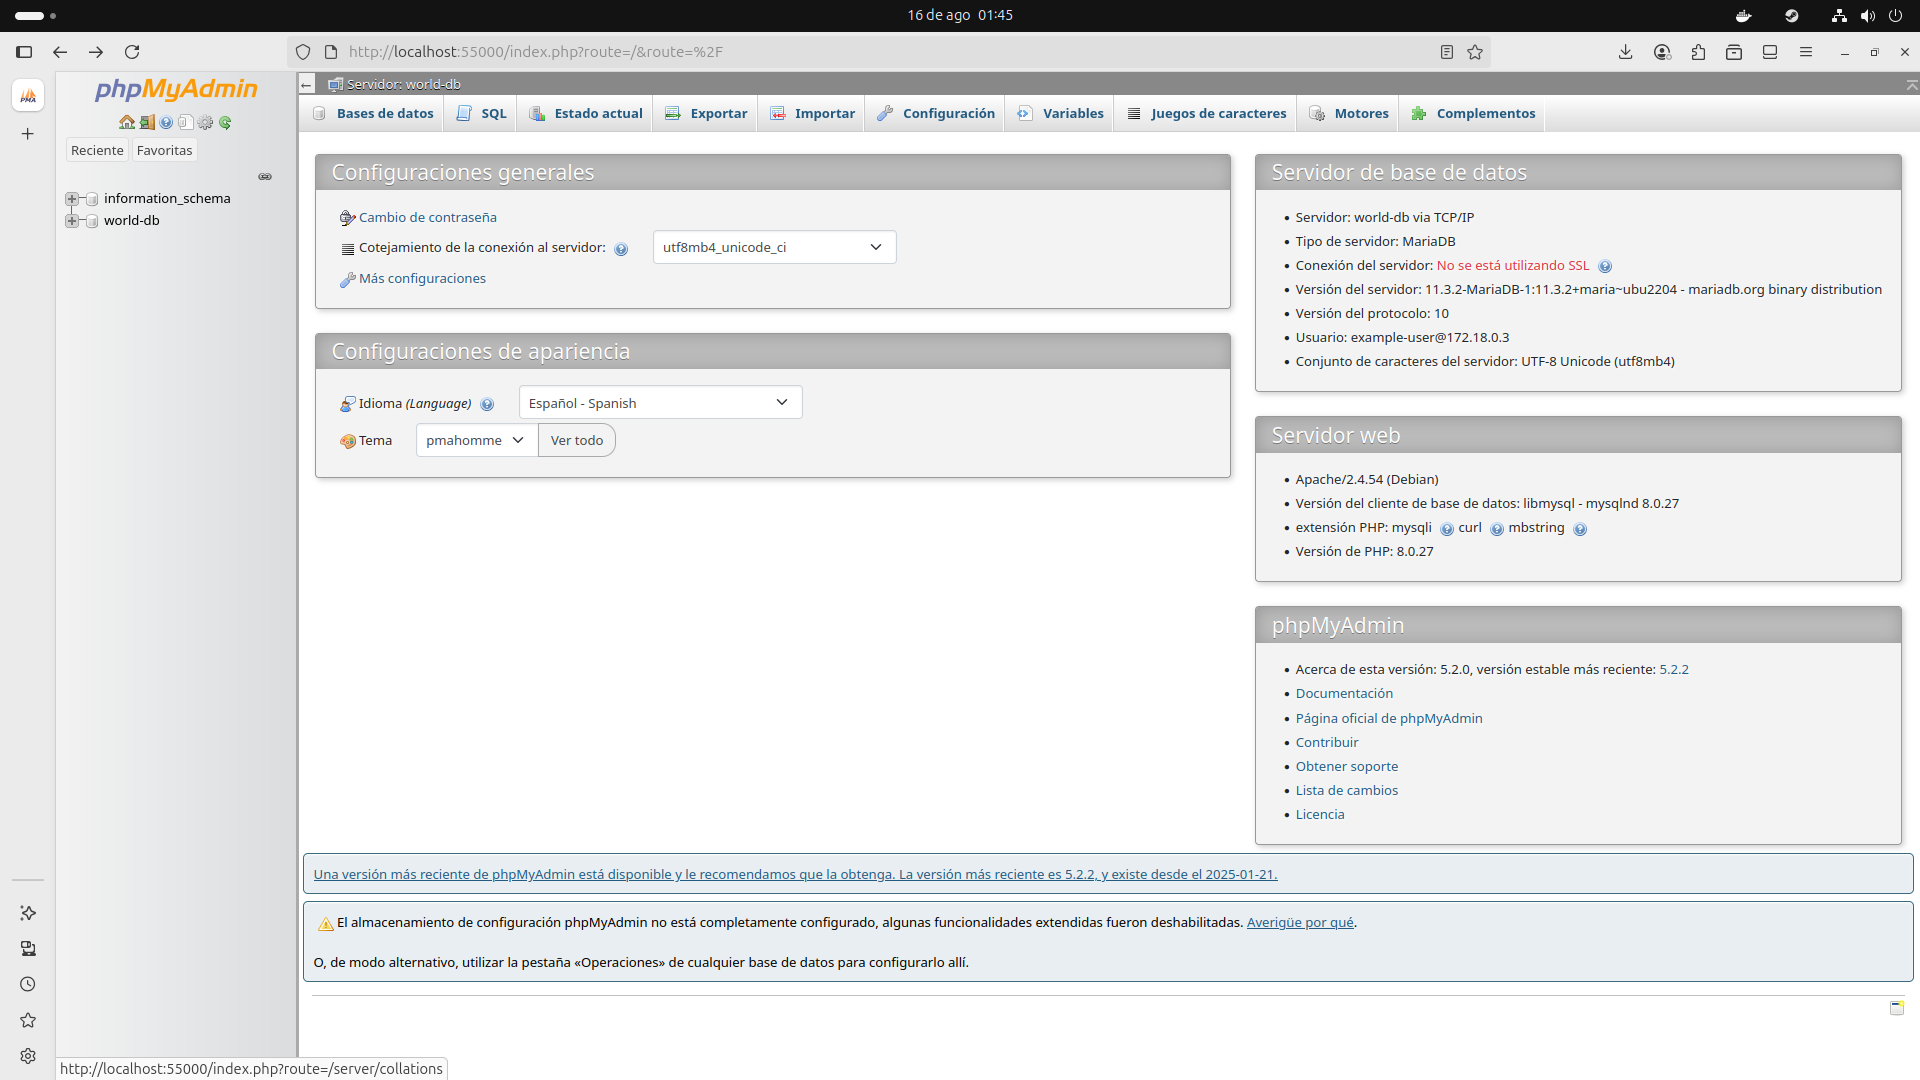 16 de ago 01:45
http://localhost:55000/index.php?route=/&route=%2F
phpMyAdmin
Reciente Favoritas
information_schema
world-db
Servidor: world-db
Bases de datos SQL Estado actual Exportar Importar Configuración Variables Juegos de caracteres Motores Complementos
Configuraciones generales
Cambio de contraseña
Cotejamiento de la conexión al servidor: utf8mb4_unicode_ci
Más configuraciones
Configuraciones de apariencia
Idioma (Language) Español - Spanish
Tema pmahomme Ver todo
Servidor de base de datos
Servidor: world-db via TCP/IP
Tipo de servidor: MariaDB
Conexión del servidor: No se está utilizando SSL
Versión del servidor: 11.3.2-MariaDB-1:11.3.2+maria~ubu2204 - mariadb.org binary distribution
Versión del protocolo: 10
Usuario: example-user@172.18.0.3
Conjunto de caracteres del servidor: UTF-8 Unicode (utf8mb4)
Servidor web
Apache/2.4.54 (Debian)
Versión del cliente de base de datos: libmysql - mysqlnd 8.0.27
extensión PHP: mysqli curl mbstring
Versión de PHP: 8.0.27
phpMyAdmin
Acerca de esta versión: 5.2.0, versión estable más reciente: 5.2.2
Documentación
Página oficial de phpMyAdmin
Contribuir
Obtener soporte
Lista de cambios
Licencia
Una versión más reciente de phpMyAdmin está disponible y le recomendamos que la obtenga. La versión más reciente es 5.2.2, y existe desde el 2025-01-21.
El almacenamiento de configuración phpMyAdmin no está completamente configurado, algunas funcionalidades extendidas fueron deshabilitadas. Averigüe por qué.
O, de modo alternativo, utilizar la pestaña «Operaciones» de cualquier base de datos para configurarlo allí.
http://localhost:55000/index.php?route=/server/collations